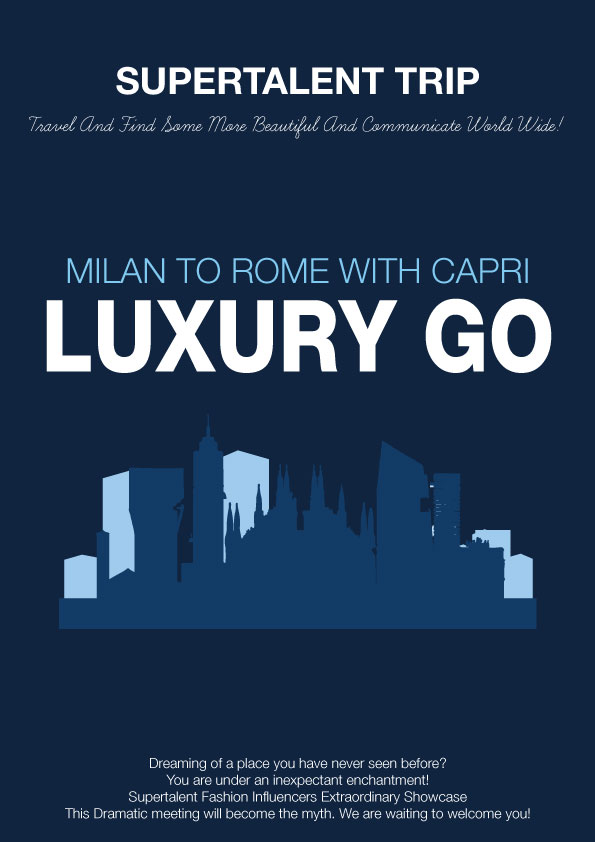 SUPERTALENT TRIP
Travel And Find Some More Beautiful And Communicate World Wide!
MILAN TO ROME WITH CAPRI
LUXURY GO
Dreaming of a place you have never seen before?
You are under an inexpectant enchantment!
Supertalent Fashion Influencers Extraordinary Showcase
This Dramatic meeting will become the myth. We are waiting to welcome you!